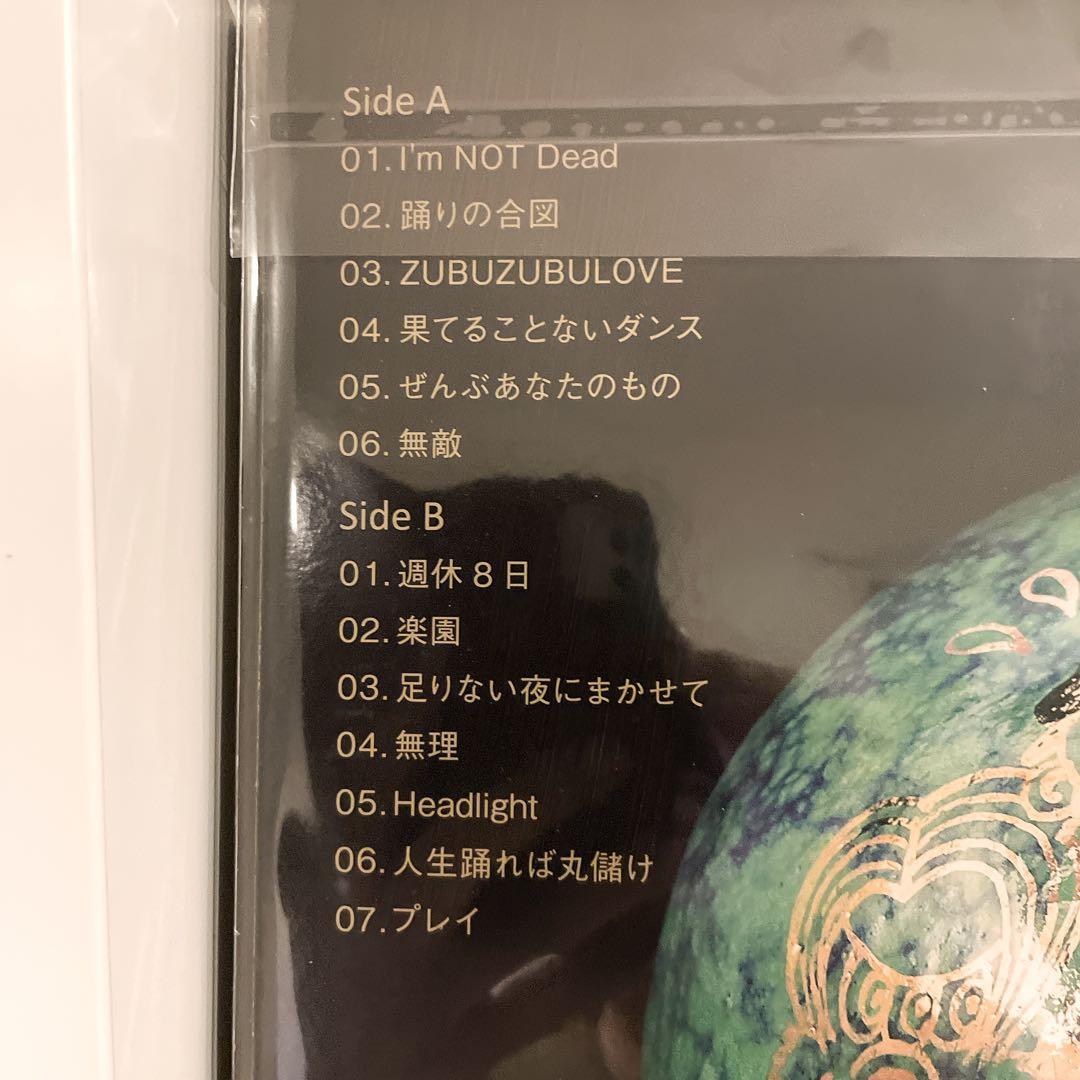 Side A
01. I'm NOT Dead
02. 踊りの合図
03. ZUBUZUBULOVE
04. 果てることないダンス
05. ぜんぶあなたのもの
06. 無敵
Side B
01. 週休8日
02. 楽園
03. 足りない夜にまかせて
04. 無理
05. Headlight
06. 人生踊れば丸儲け
07. プレイ